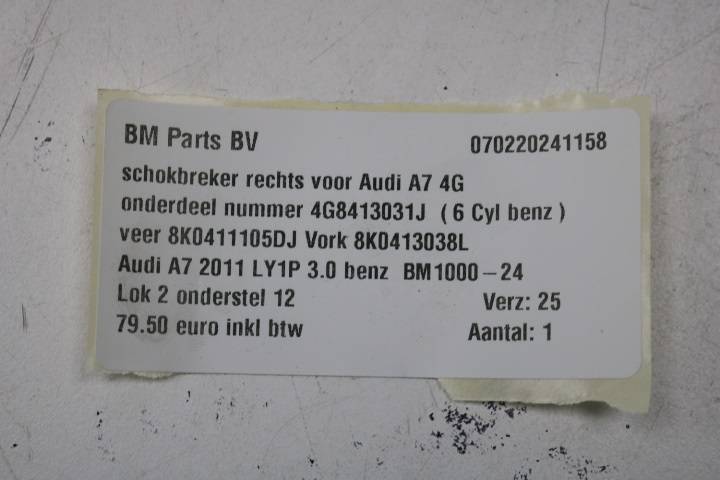 BM Parts BV 070220241158
schokbreker rechts voor Audi A7 4G
onderdeel nummer 4G8413031J ( 6 Cyl benz )
veer 8K0411105DJ Vork 8K0413038L
Audi A7 2011 LY1P 3.0 benz BM1000-24
Lok 2 onderstel 12 Verz: 25
79.50 euro inkl btw Aantal: 1